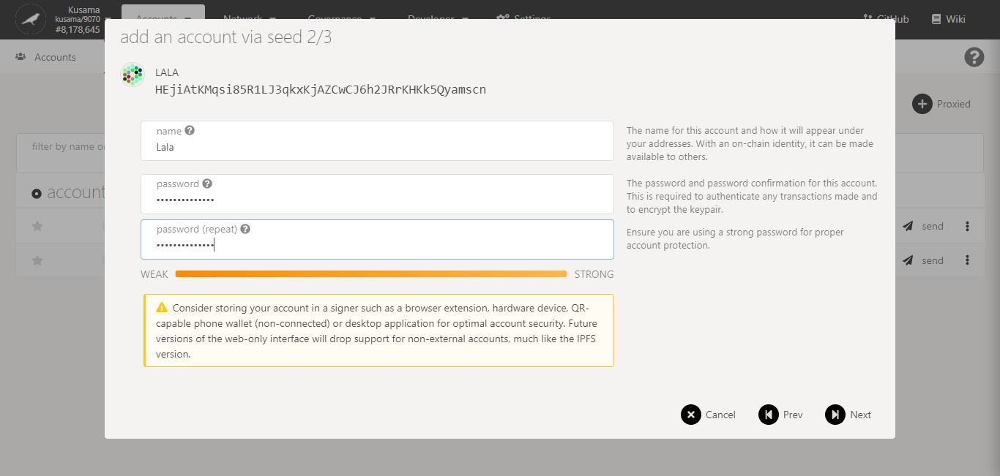 Kusama
kusama/9070
#8,178,645
Accounts
Network
Governance
Developer
Settings
GitHub
Wiki
Accounts
add an account via seed 2/3
LALA
HEjiAtKMqsi85R1LJ3qkxKjAZCwCJ6h2JRrKHKk5Qyamscn
Proxied
name
Lala
The name for this account and how it will appear under
your addresses. With an on-chain identity, it can be made
available to others.
filter by name
password
••••••••••••••
The password and password confirmation for this account.
This is required to authenticate any transactions made and
to encrypt the keypair.
account
password (repeat)
••••••••••••••
Ensure you are using a strong password for proper
account protection.
send
send
WEAK
STRONG
Consider storing your account in a signer such as a browser extension, hardware device, QR-
capable phone wallet (non-connected) or desktop application for optimal account security. Future
versions of the web-only interface will drop support for non-external accounts, much like the IPFS
version.
Cancel
Prev
Next